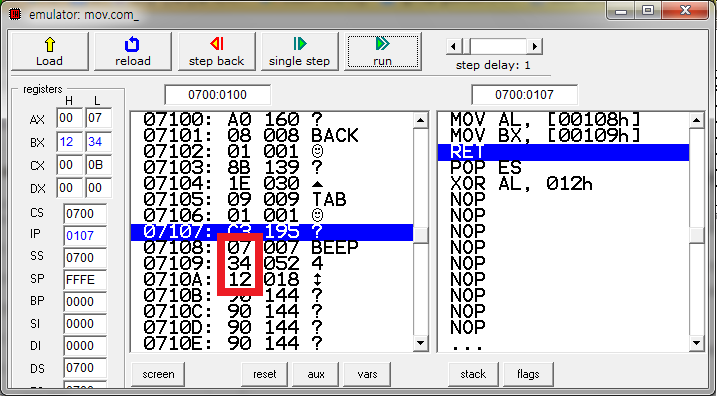 emulator: mov.com_
Load reload step back single step run step delay: 1
registers 0700:0100 0700:0107
H L
AX 00 07
BX 12 34
CX 00 0B
DX 00 00
CS 0700
IP 0107
SS 0700
SP FFFE
BP 0000
SI 0000
DI 0000
DS 0700
07100: A0 160 ?
07101: 08 008 BACK
07102: 01 001 ☺
07103: 8B 139 ?
07104: 1E 030 ▲
07105: 09 009 TAB
07106: 01 001 ☺
07107: C3 195 ?
07108: 07 007 BEEP
07109: 34 052 4
0710A: 12 018 ↕
0710B: 90 144 ?
0710C: 90 144 ?
0710D: 90 144 ?
0710E: 90 144 ?
MOV AL, [00108h]
MOV BX, [00109h]
RET
POP ES
XOR AL, 012h
NOP
NOP
NOP
NOP
NOP
NOP
NOP
NOP
NOP
...
screen reset aux vars stack flags